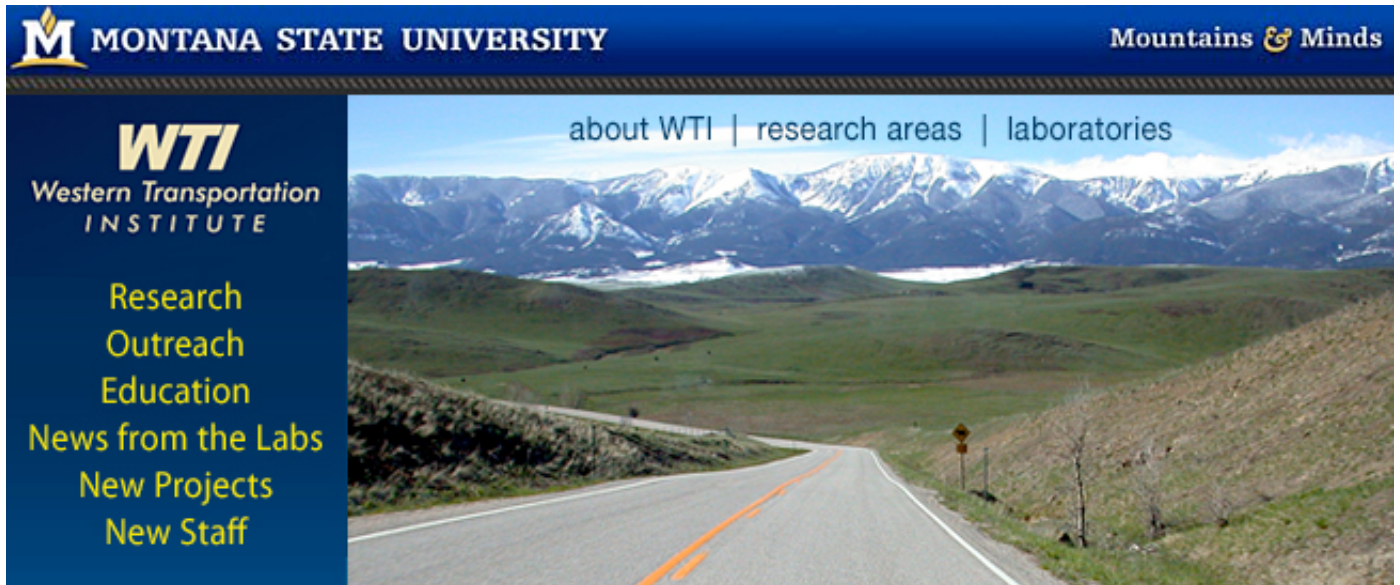 MONTANA STATE UNIVERSITY
Mountains & Minds
WTI
Western Transportation
INSTITUTE
about WTI | research areas | laboratories
Research
Outreach
Education
News from the Labs
New Projects
New Staff